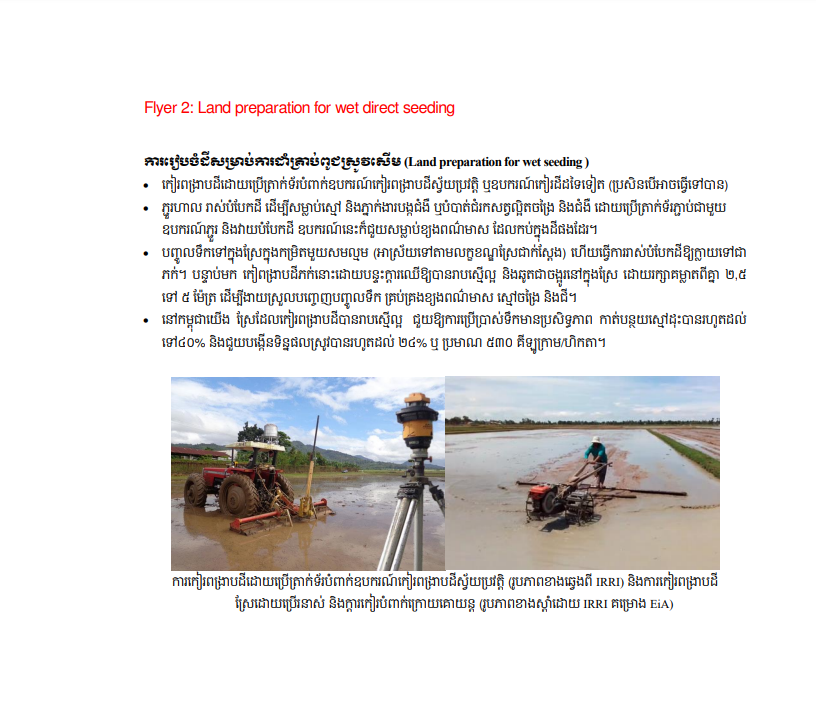 Flyer 2: Land preparation for wet direct seeding
ការរៀបចំដីសម្រាប់ការដាំគ្រាប់ពូជស្រូវសើម (Land preparation for wet seeding )
• កៀរពង្រាបដីដោយប្រើត្រាក់ទ័របំពាក់ឧបករណ៍កៀរពង្រាបដីស្វ័យប្រវត្តិ ឬឧបករណ៍កៀរដីដទៃទៀត (ប្រសិនបើអាចធ្វើទៅបាន)
• ភ្ជួរហាល រាស់បំបែកដី ដើម្បីសម្លាប់ស្មៅ និងភ្នាក់ងារបង្កជំងឺ ឬបំបាត់ជំរកសត្វល្អិតចង្រៃ និងជំងឺ ដោយប្រើត្រាក់ទ័រភ្ជាប់ជាមួយ
ឧបករណ៍ភ្ជួរ និងវាយបំបែកដី ឧបករណ៍នេះក៏ជួយសម្លាប់ខ្យងពណ៌មាស ដែលកប់ក្នុងដីផងដែរ។
• បញ្ចូលទឹកទៅក្នុងស្រែក្នុងកម្រិតមួយសមល្មម (អាស្រ័យទៅតាមលក្ខខណ្ឌស្រែជាក់ស្តែង) ហើយធ្វើការរាស់បំបែកដីឱ្យក្លាយទៅជា
ភក់។ បន្ទាប់មក កៀពង្រាបដីភក់នោះដោយបន្ទះក្តារឈើឱ្យបានរាបស្មើល្អ និងឆូតជាចង្អូរនៅក្នុងស្រែ ដោយរក្សាគម្លាតពីគ្នា ២,៥
ទៅ ៥ ម៉ែត្រ ដើម្បីងាយស្រួលបញ្ចេញបញ្ចូលទឹក គ្រប់គ្រងខ្យងពណ៌មាស ស្មៅចង្រៃ និងជី។
• នៅកម្ពុជាយើង ស្រែដែលកៀរពង្រាបដីបានរាបស្មើល្អ ជួយឱ្យការប្រើប្រាស់ទឹកមានប្រសិទ្ធភាព កាត់បន្ថយស្មៅដុះបានរហូតដល់
ទៅ៤០% និងជួយបង្កើនទិន្នផលស្រូវបានរហូតដល់ ២៤% ឬ ប្រមាណ ៥៣០ គីឡូក្រាម/ហិកតា។
ការកៀរពង្រាបដីដោយប្រើត្រាក់ទ័របំពាក់ឧបករណ៍កៀរពង្រាបដីស្វ័យប្រវត្តិ (រូបភាពខាងឆ្វេងពី IRRI) និងការកៀរពង្រាបដី
ស្រែដោយប្រើរនាស់ និងក្តារកៀរបំពាក់ក្រោយគោយន្ត (រូបភាពខាងស្តាំដោយ IRRI គម្រោង EiA)